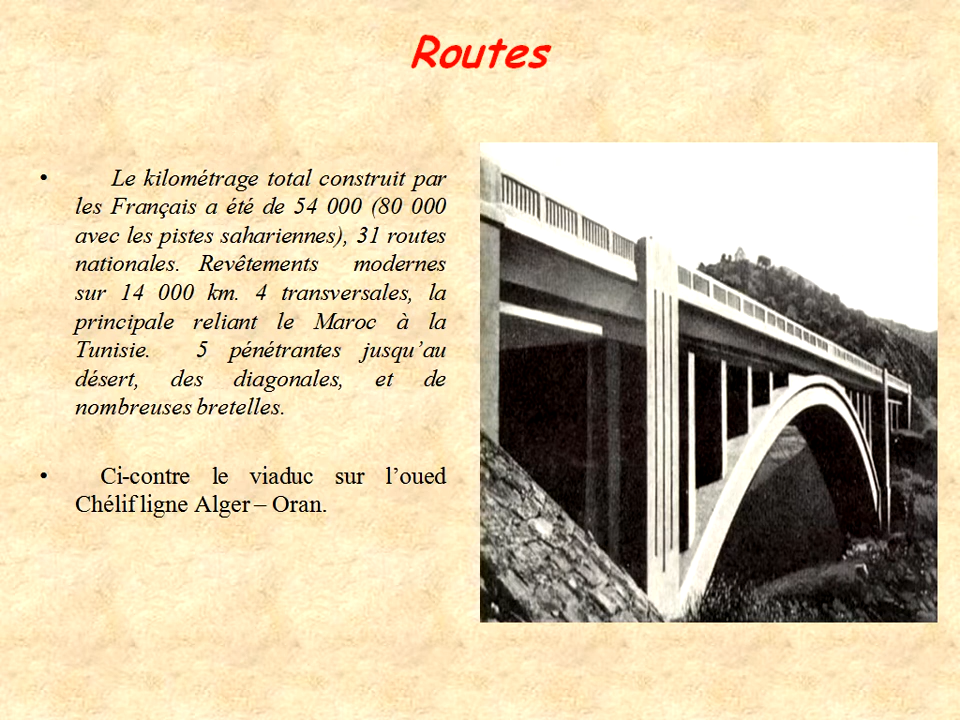 Routes
• Le kilométrage total construit par
les Français a été de 54 000 (80 000
avec les pistes sahariennes), 31 routes
nationales. Revêtements modernes
sur 14 000 km. 4 transversales, la
principale reliant le Maroc à la
Tunisie. 5 pénétrantes jusqu’au
désert, des diagonales, et de
nombreuses bretelles.
• Ci-contre le viaduc sur l’oued
Chélif ligne Alger – Oran.